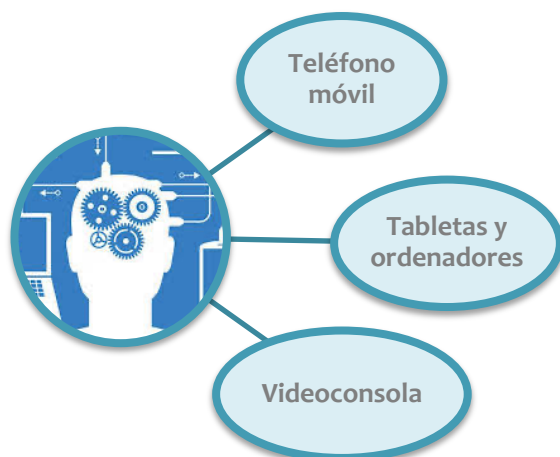 Teléfono
móvil
Tabletas y
ordenadores
Videoconsola